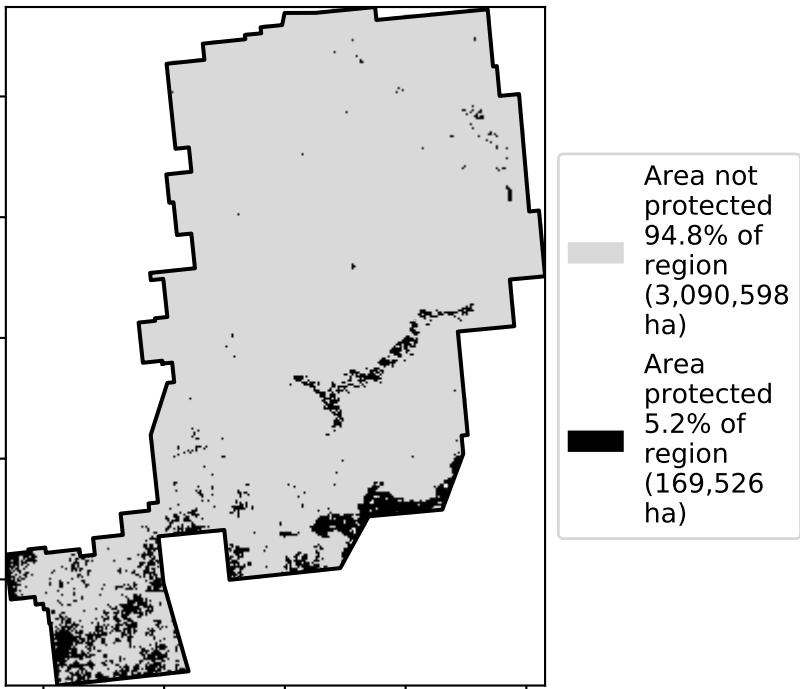 Area not
protected
94.8% of
region
(3,090,598
ha)
Area
protected
5.2% of
region
(169,526
ha)